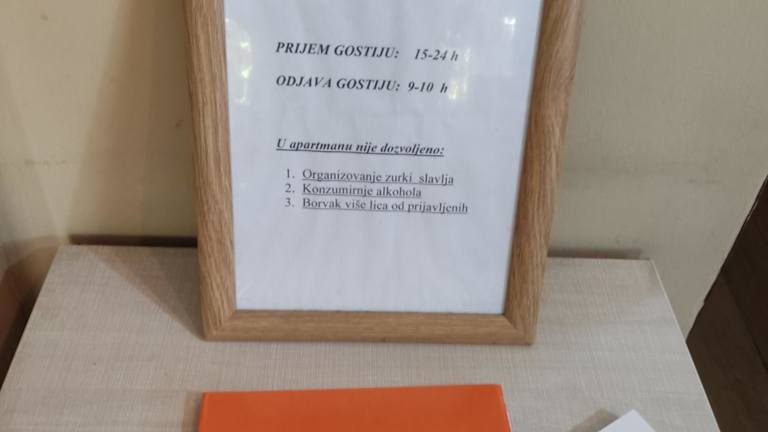 PRIJEM GOSTIJU: 15-24 h
ODJAVA GOSTIJU: 9-10 h
U apartmanu nije dozvoljeno:
1. Organizovanje zurki slavlja
2. Konzumirnje alkohola
3. Borvak više lica od prijavljenih